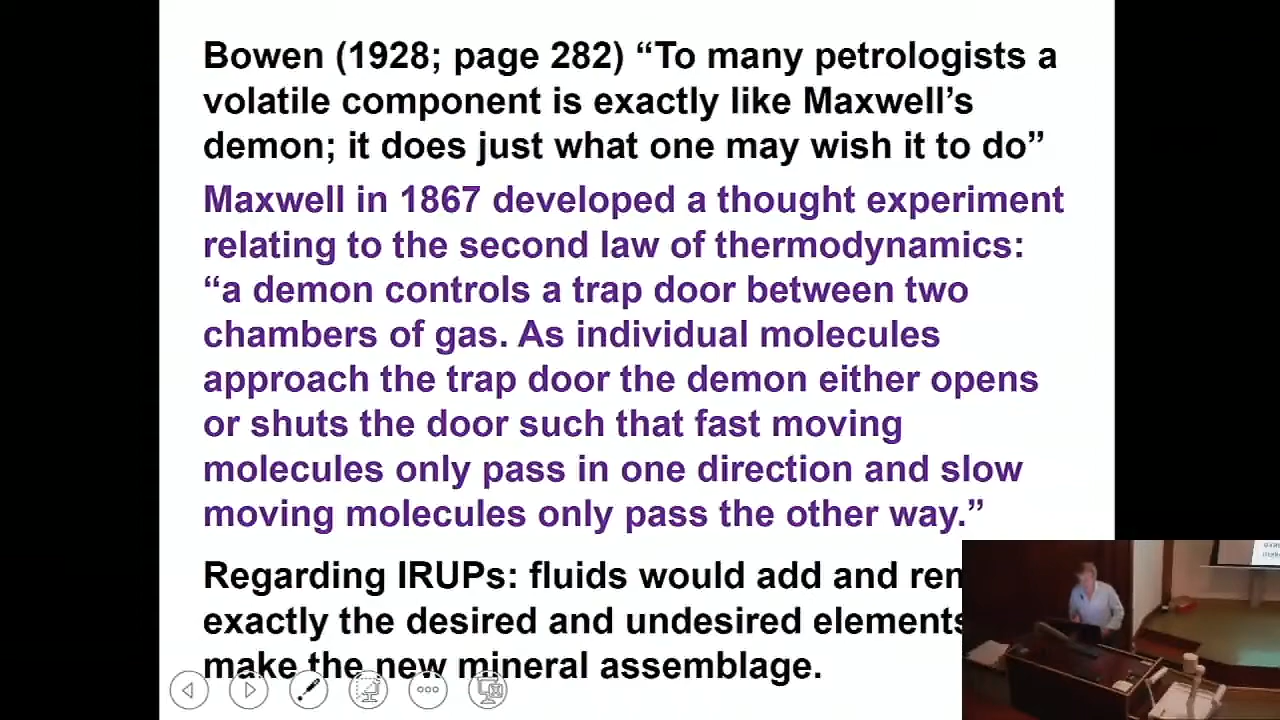 Bowen (1928; page 282) “To many petrologists a
volatile component is exactly like Maxwell’s
demon; it does just what one may wish it to do”
Maxwell in 1867 developed a thought experiment
relating to the second law of thermodynamics:
“a demon controls a trap door between two
chambers of gas. As individual molecules
approach the trap door the demon either opens
or shuts the door such that fast moving
molecules only pass in one direction and slow
moving molecules only pass the other way.”
Regarding IRUPs: fluids would add and
exactly the desired and undesired elements
make the new mineral assemblage.